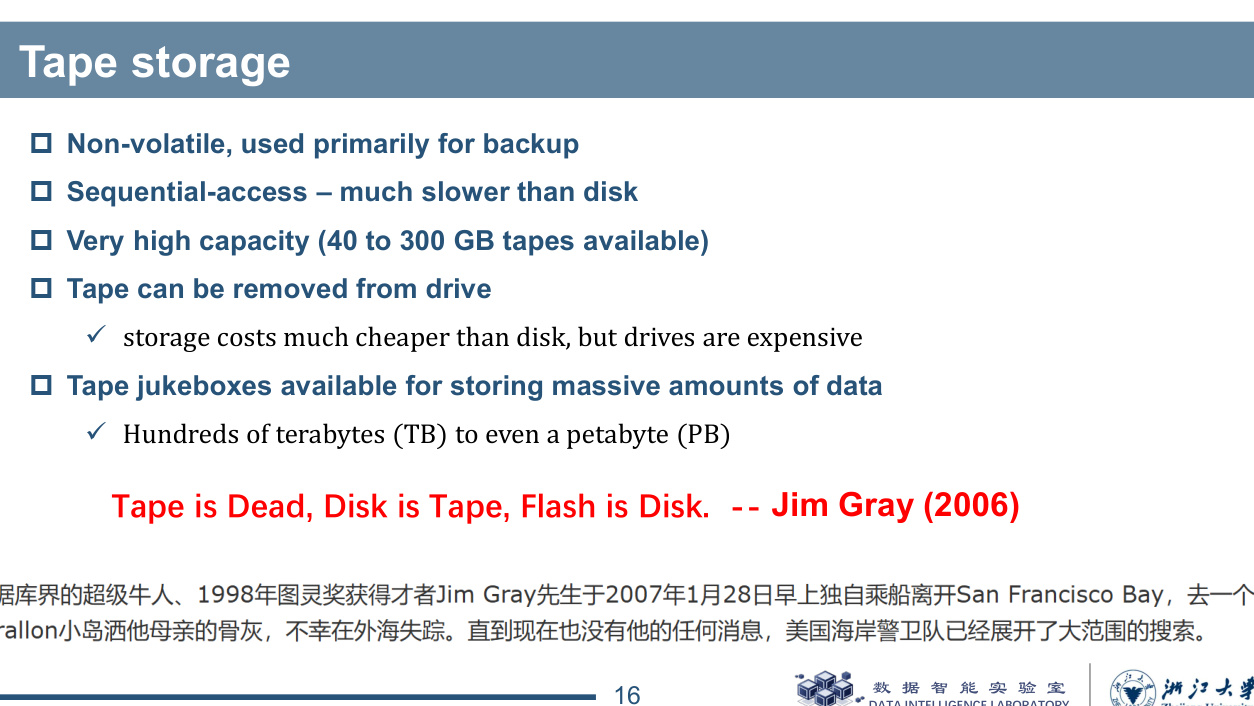 Tape storage
Non-volatile, used primarily for backup
Sequential-access – much slower than disk
Very high capacity (40 to 300 GB tapes available)
Tape can be removed from drive
storage costs much cheaper than disk, but drives are expensive
Tape jukeboxes available for storing massive amounts of data
Hundreds of terabytes (TB) to even a petabyte (PB)
Tape is Dead, Disk is Tape, Flash is Disk. -- Jim Gray (2006)
据库界的超级牛人、1998年图灵奖获得才者Jim Gray先生于2007年1月28日早上独自乘船离开San Francisco Bay，去一个
rallon小岛洒他母亲的骨灰，不幸在外海失踪。直到现在也没有他的任何消息，美国海岸警卫队已经展开了大范围的搜索。
16
数据智能实验室
DATA INTELLIGENCE LABORATORY
浙江大学